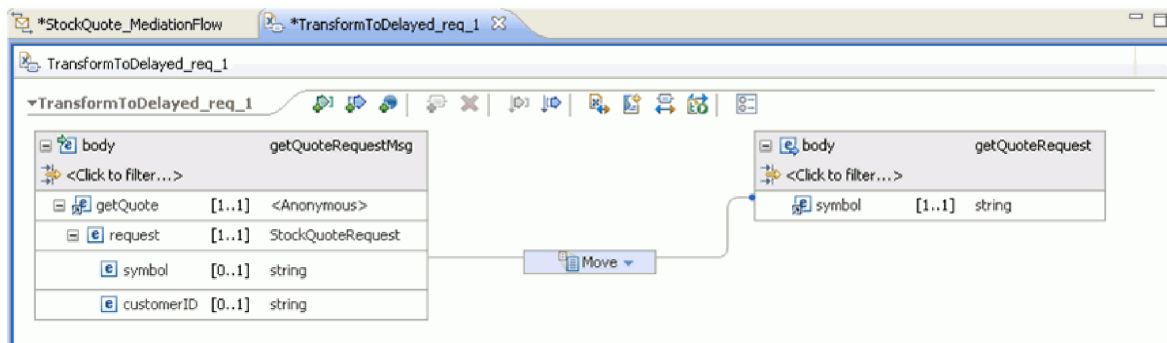 *StockQuote_MediationFlow *TransformToDelayed_req_1
TransformToDelayed_req_1
TransformToDelayed_req_1
body getQuoteRequestMsg
<Click to filter...>
getQuote [1..1] <Anonymous>
request [1..1] StockQuoteRequest
symbol [0..1] string
customerID [0..1] string
Move
body getQuoteRequest
<Click to filter...>
symbol [1..1] string